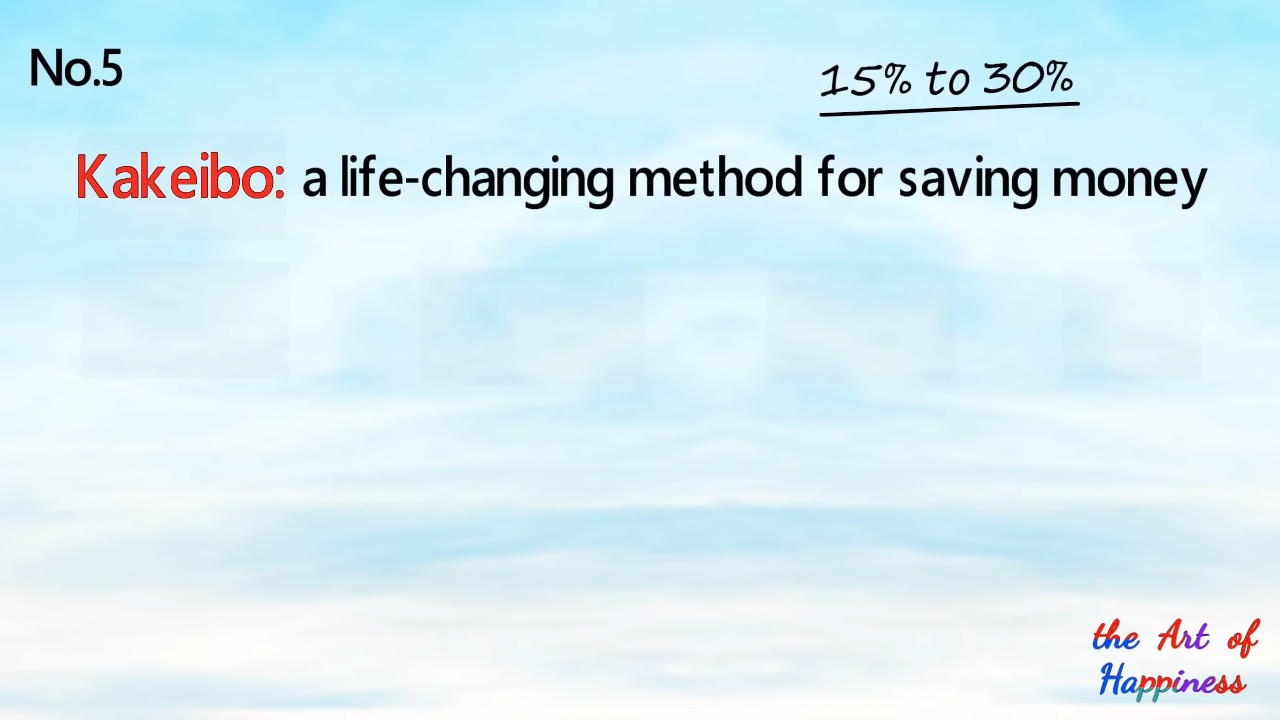 No.5
15% to 30%
Kakeibo: a life-changing method for saving money
the Art of
Happiness